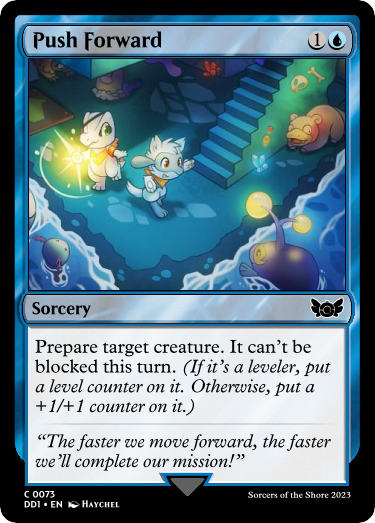 Push Forward 1
Sorcery
Prepare target creature. It can't be
blocked this turn. (If it's a leveler, put
a level counter on it. Otherwise, put a
+1/+1 counter on it.)
“The faster we move forward, the faster
we'll complete our mission!”
C 0073
DD1 • EN HAYCHEL
Sorcers of the Shore 2023